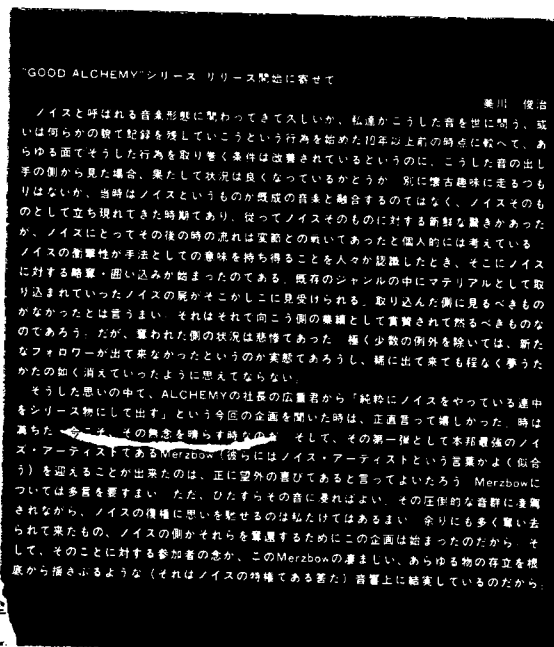 "GOOD ALCHEMY"シリーズ リリース開始に寄せて
美川 俊治
ノイズと呼ばれる音楽形態に関わってきて久しいが、私達がこうした音を世に問う、或
いは何らかの貌で記録を残していこうという行為を始めた10年以上前の時点に較べて、あ
らゆる面でそうした行為を取り巻く条件は改善されているというのに、こうした音の出し
手の側から見た場合、果たして状況は良くなっているかどうか。別に懐古趣味に走るつも
りはないが、当時はノイズというものが既成の音楽と融合するのではなく、ノイズそのも
のとして立ち現れてきた時期であり、従ってノイズそのものに対する新鮮な驚きがあった
が、ノイズにとってその後の時の流れは変節との戦いであったと個人的には考えている。
ノイズの衝撃性が手法としての意味を持ち得ることを人々が認識したとき、そこにノイズ
に対する略奪・囲い込みが始まったのである。既存のジャンルの中にマテリアルとして取
り込まれていったノイズの屍がそこかしこに見受けられる。取り込んだ側に見るべきもの
がなかったとは言うまい。それはそれで向こう側の業績として賞賛されて然るべきものな
のであろう。だが、奪われた側の状況は悲惨であった。極く少数の例外を除いては、新た
なフォロワーが出て来なかったというのが実態であろうし、稀に出て来ても程なく夢うた
かたの如く消えていったように思えてならない。
そうした思いの中で、ALCHEMYの社長の広重君から「純粋にノイズをやっている連中
をシリーズ物にして出す」という今回の企画を聞いた時は、正直言って嬉しかった。時は
満ちた。今こそ、その無念を晴らす時なのだ。そして、その第一弾として本邦最強のノイ
ズ・アーティストであるMerzbow（彼らにはノイズ・アーティストという言葉がよく似合
う）を迎えることが出来たのは、正に望外の喜びであると言ってよいだろう。Merzbowに
ついては多言を要すまい。ただ、ひたすらその音に浸ればよい。その圧倒的な音群に凌駕
されながら、ノイズの復権に思いを馳せるのは私だけではあるまい。余りにも多く奪い去
られて来たもの、ノイズの側がそれらを奪還するためにこの企画は始まったのだから。そ
して、そのことに対する参加者の念が、このMerzbowの凄まじい、あらゆる物の存立を根
底から揺さぶるような（それはノイズの特権である筈だ）音響上に結実しているのだから。